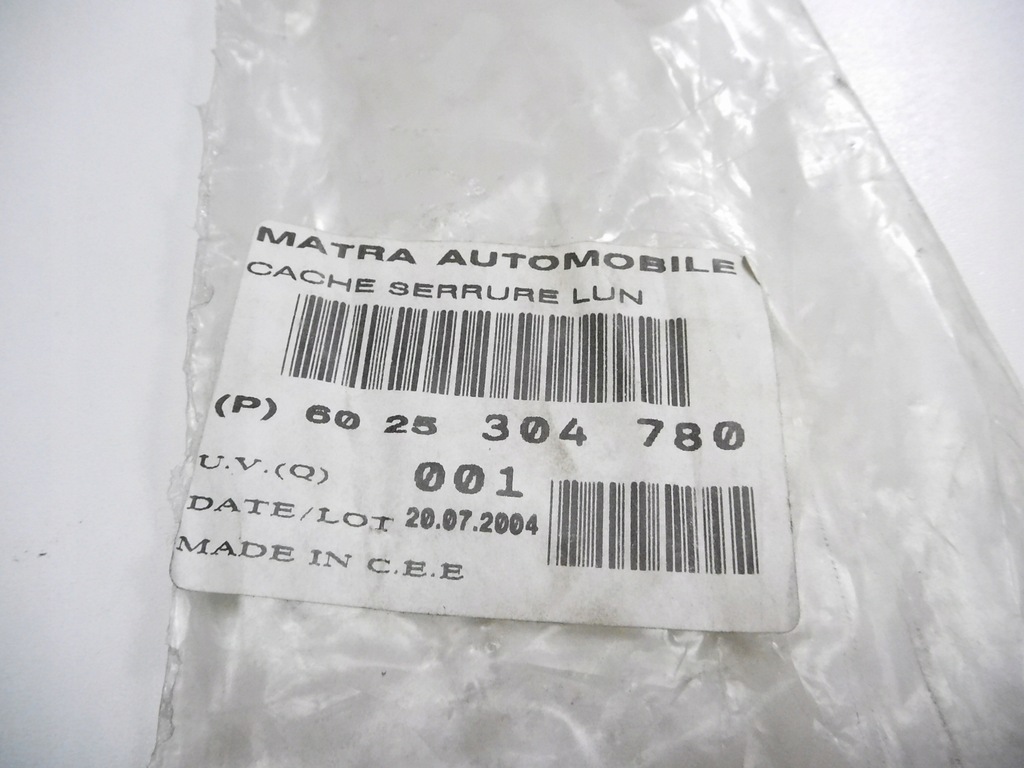 MATRA AUTOMOBILE
CACHE SERRURE LUN
(P) 60 25 304 780
U.V.(Q) 001
DATE/LOT 20.07.2004
MADE IN C.E.E